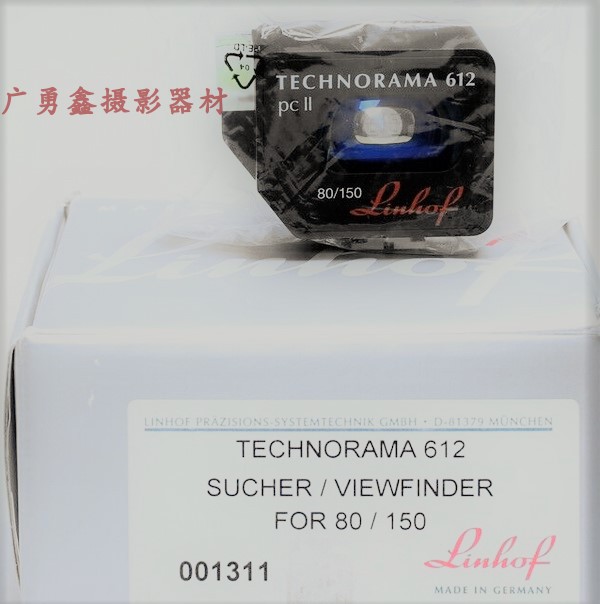 TECHNORAMA 612
pc II
广勇鑫摄影器材
80/150
Linhof
Linhof
LINHOF PRÄZISIONS-SYSTEMTECHNIK GMBH • D-81379 MÜNCHEN
TECHNORAMA 612
SUCHER / VIEWFINDER
FOR 80 / 150
001311
Linhof
MADE IN GERMANY